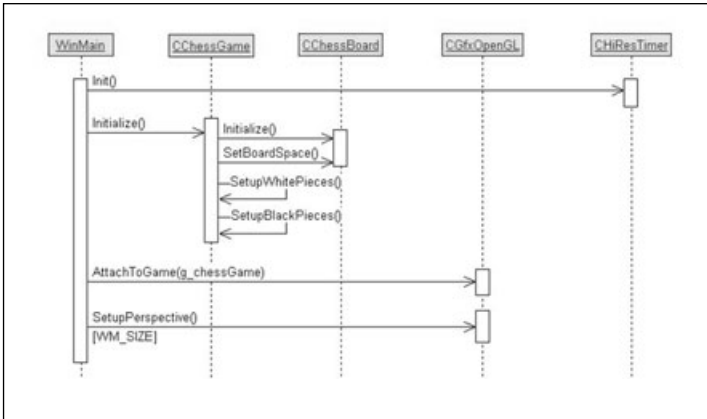 WinMain
CChessGame
CChessBoard
CGfxOpenGL
CHiResTimer
Init()
Initialize()
Initialize()
SetBoardSpace()
SetupWhitePieces()
SetupBlackPieces()
AttachToGame(g_chessGame)
SetupPerspective()
[WM_SIZE]